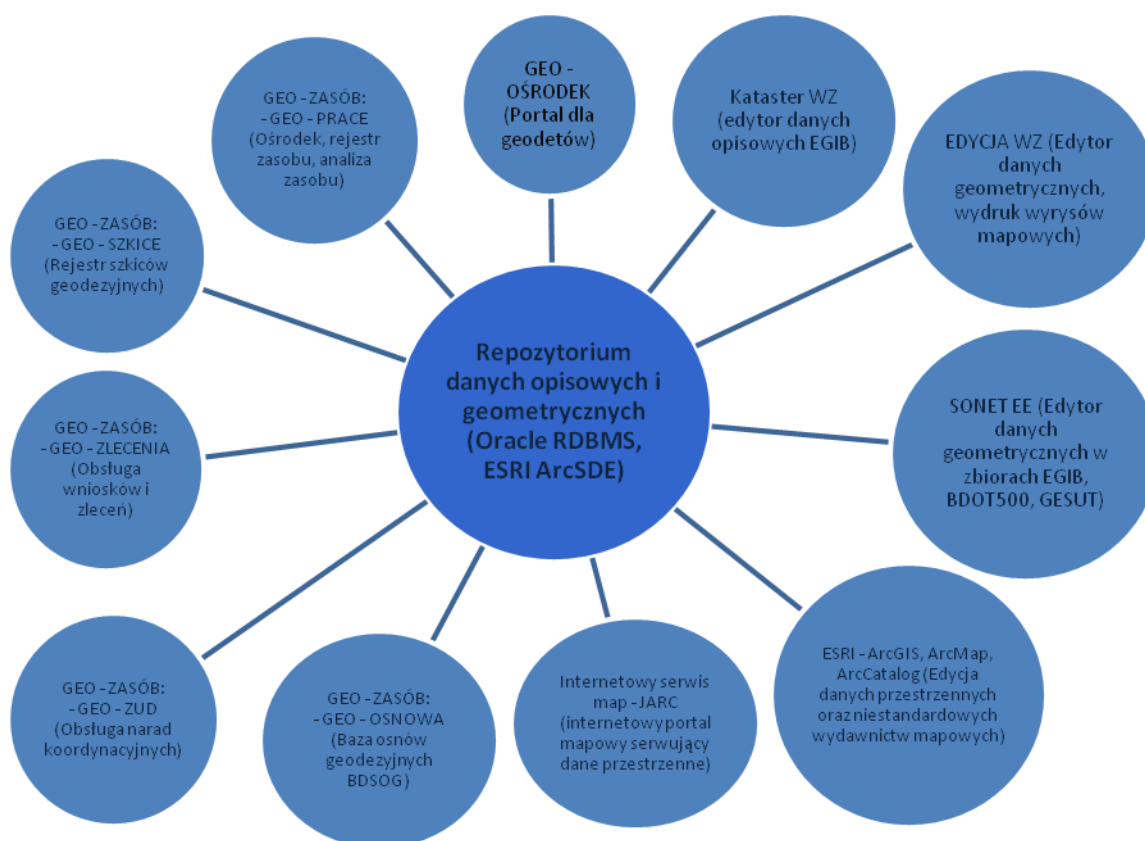 GEO -
OŚRODEK
(Portal dla
geodetów)
Kataster WZ
(edytor danych
opisowych EGIB)
EDYCJA WZ (Edytor
danych
geometrycznych,
wydruk wyrysów
mapowych)
SONET EE (Edytor
danych
geometrycznych w
zbiorach EGIB,
BDOT500, GESUT)
ESRI - ArcGIS, ArcMap,
ArcCatalog (Edycja
danych przestrzennych
oraz niestandardowych
wydawnictw mapowych)
Internetowy serwis
map -JARC
(internetowy portal
mapowy serwujący
dane przestrzenne)
GEO -ZASÓB:
-GEO - OSNOWA
(Baza osnów
geodezyjnych
BDSOG)
GEO -ZASÓB:
-GEO - ZUD
(Obsługa narad
koordynacyjnych)
GEO -ZASÓB:
-GEO - ZLECENIA
(Obsługa
wniosków i
zleceń)
GEO -ZASÓB:
-GEO - SZKICE
(Rejestr szkiców
geodezyjnych)
GEO -ZASÓB:
-GEO - PRACE
(Ośrodek, rejestr
zasobu, analiza
zasobu)
Repozytorium
danych opisowych i
geometrycznych
(Oracle RDBMS,
ESRI ArcSDE)